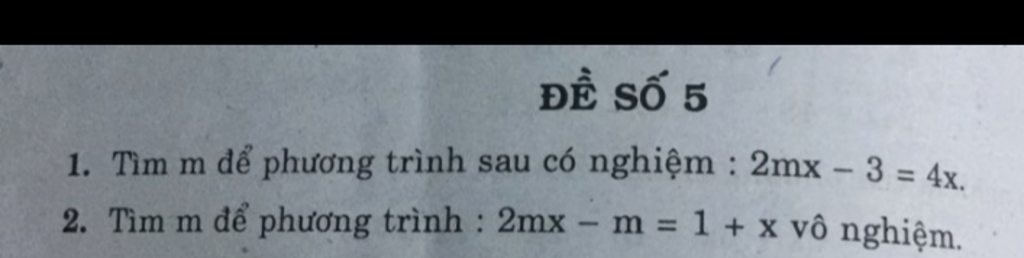 ĐỀ SỐ 5
1. Tìm m để phương trình sau có nghiệm : 2mx – 3 = 4x.
2. Tìm m để phương trình : 2mx – m = 1 + x vô nghiệm.